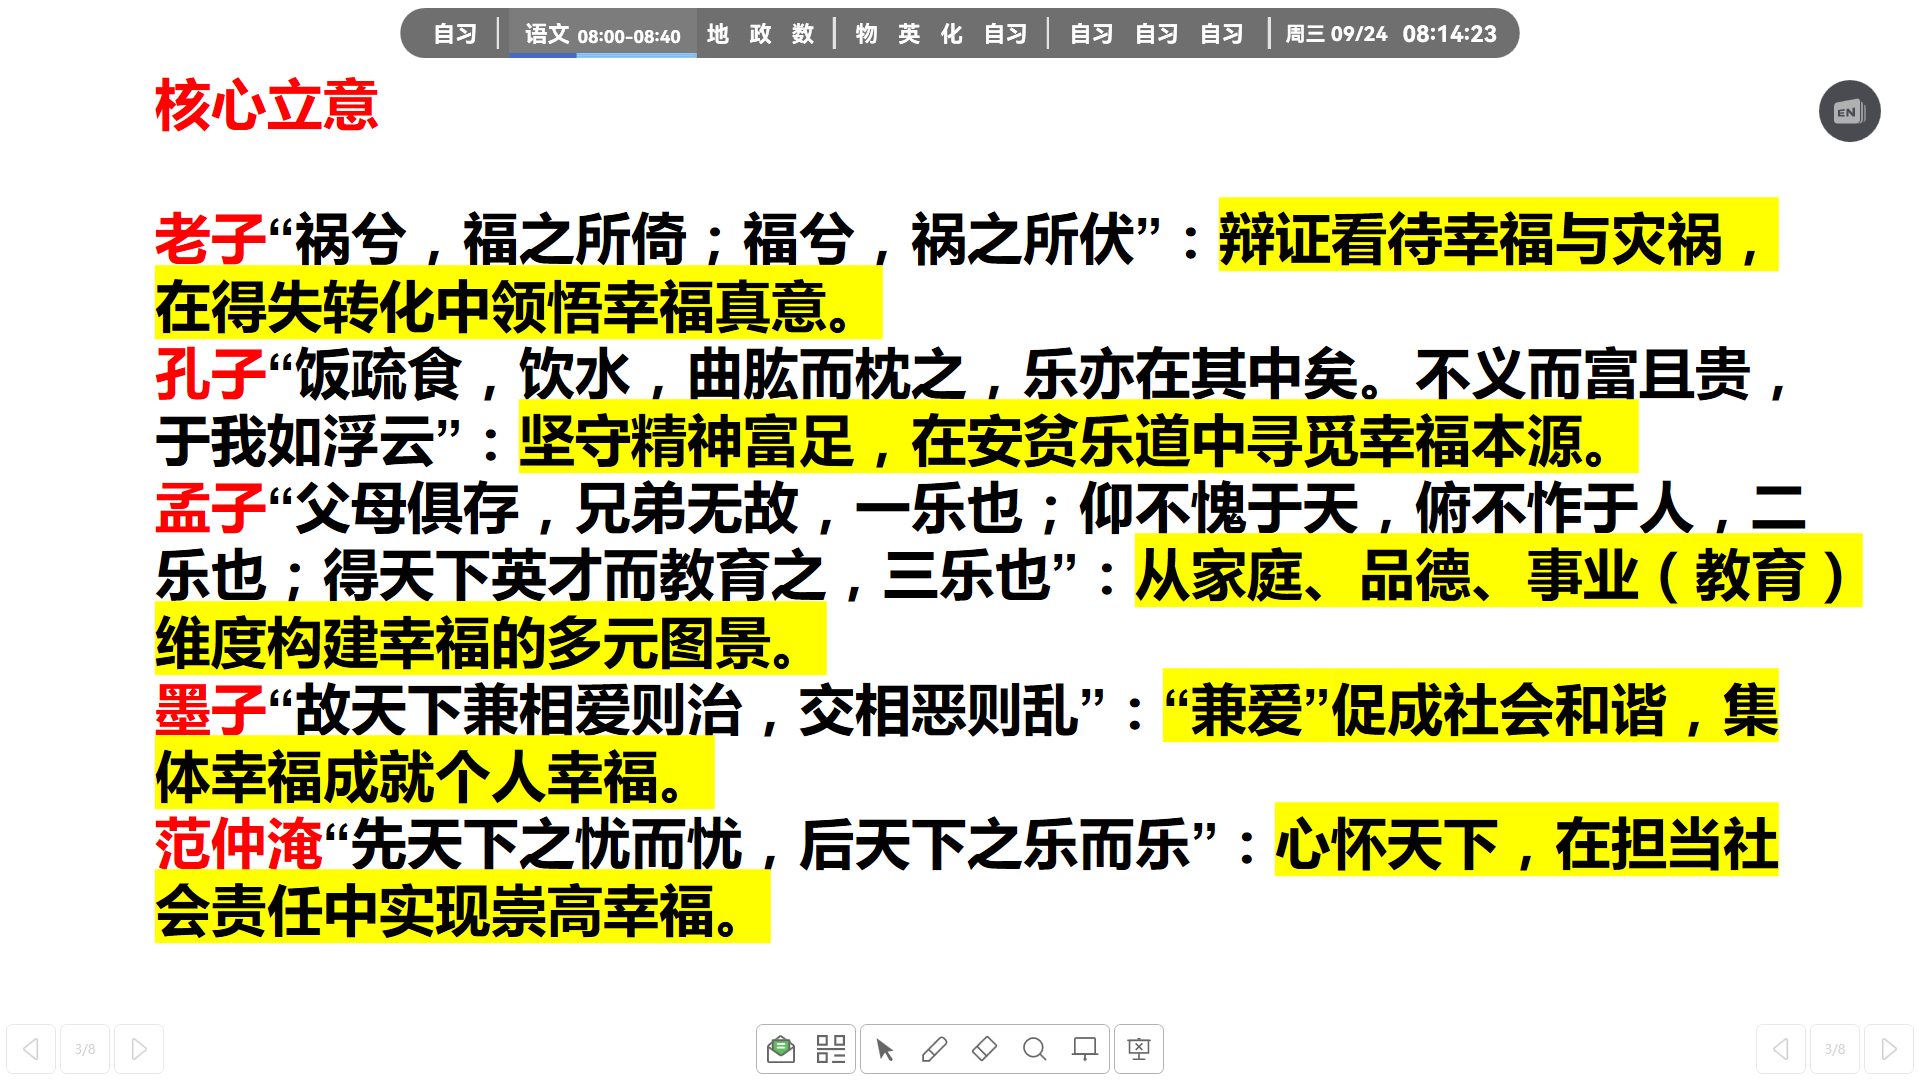 自习 | 语文 08:00-08:40 地 政 数 | 物 英 化 自习 | 自习 自习 自习 | 周三 09/24 08:14:23
核心立意
EN
老子“祸兮，福之所倚；福兮，祸之所伏”：辩证看待幸福与灾祸，
在得失转化中领悟幸福真意。
孔子“饭疏食，饮水，曲肱而枕之，乐亦在其中矣。不义而富且贵，
于我如浮云”：坚守精神富足，在安贫乐道中寻觅幸福本源。
孟子“父母俱存，兄弟无故，一乐也；仰不愧于天，俯不怍于人，二
乐也；得天下英才而教育之，三乐也”：从家庭、品德、事业（教育）
维度构建幸福的多元图景。
墨子“故天下兼相爱则治，交相恶则乱”：“兼爱”促成社会和谐，集
体幸福成就个人幸福。
范仲淹“先天下之忧而忧，后天下之乐而乐”：心怀天下，在担当社
会责任中实现崇高幸福。
3/8
3/8